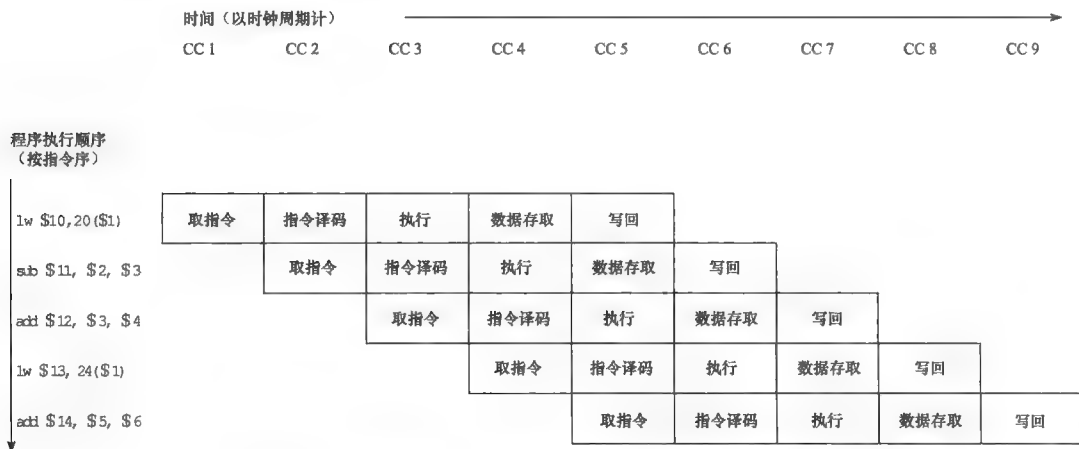 时间（以时钟周期计）
CC 1 CC 2 CC 3 CC 4 CC 5 CC 6 CC 7 CC 8 CC 9
程序执行顺序
（按指令序）
lw $10,20($1) 取指令 指令译码 执行 数据存取 写回
sub $11, $2, $3 取指令 指令译码 执行 数据存取 写回
add $12, $3, $4 取指令 指令译码 执行 数据存取 写回
lw $13, 24($1) 取指令 指令译码 执行 数据存取 写回
add $14, $5, $6 取指令 指令译码 执行 数据存取 写回